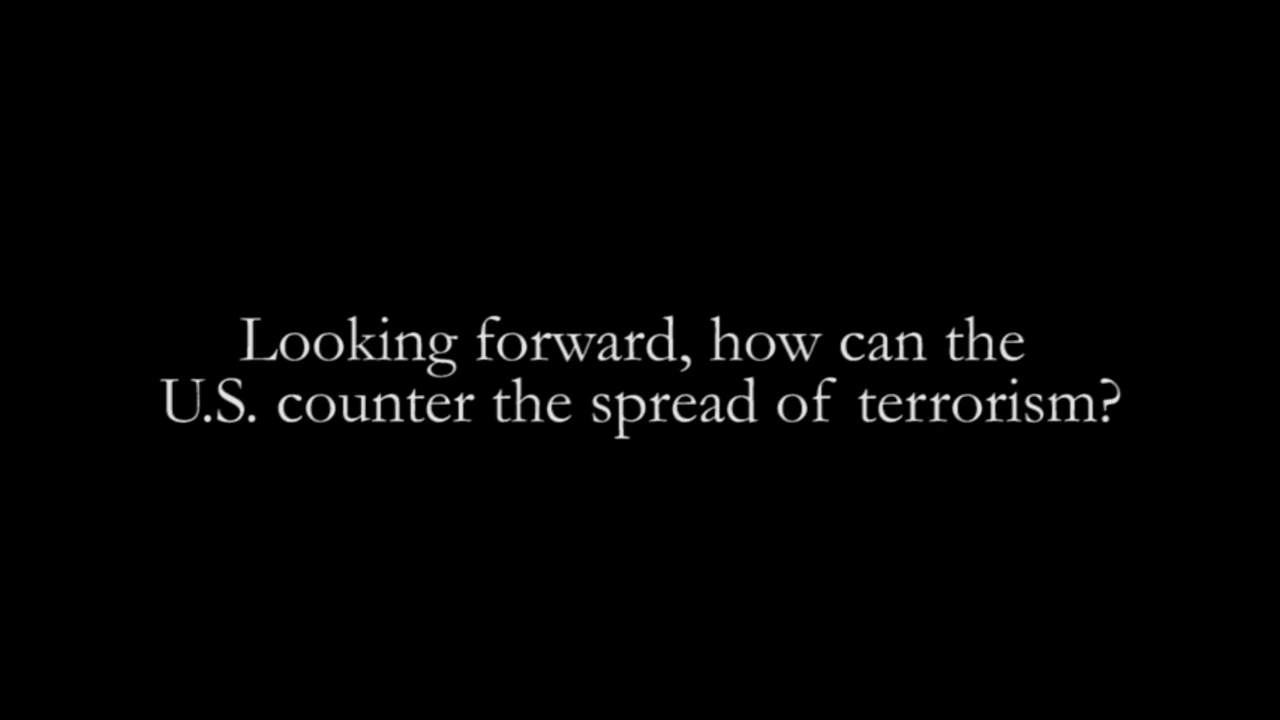 Looking forward, how can the
U.S. counter the spread of terrorism?